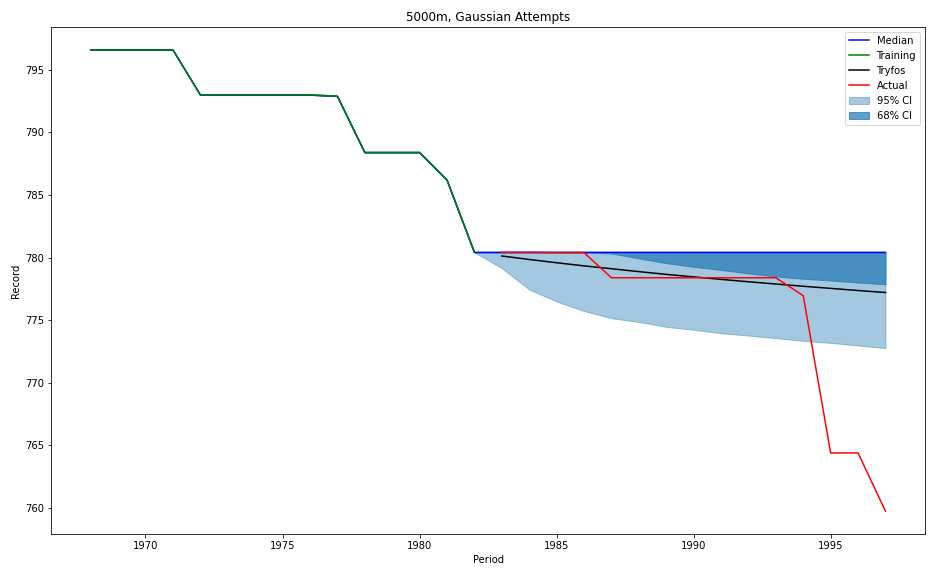 5000m, Gaussian Attempts
Median
Training
Tryfos
Actual
95% CI
68% CI
Record
795
790
785
780
775
770
765
760
1970
1975
1980
1985
1990
1995
Period